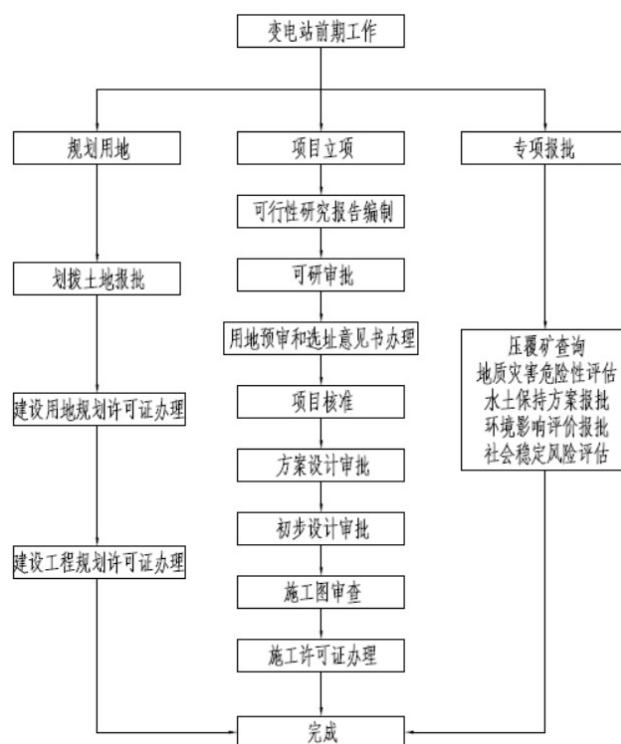 变电站前期工作
规划用地
项目立项
专项报批
可行性研究报告编制
划拨土地报批
可研审批
用地预审和选址意见书办理
压覆矿查询
地质灾害危险性评估
水土保持方案报批
环境影响评价报批
社会稳定风险评估
建设用地规划许可证办理
项目核准
方案设计审批
初步设计审批
建设工程规划许可证办理
施工图审查
施工许可证办理
完成